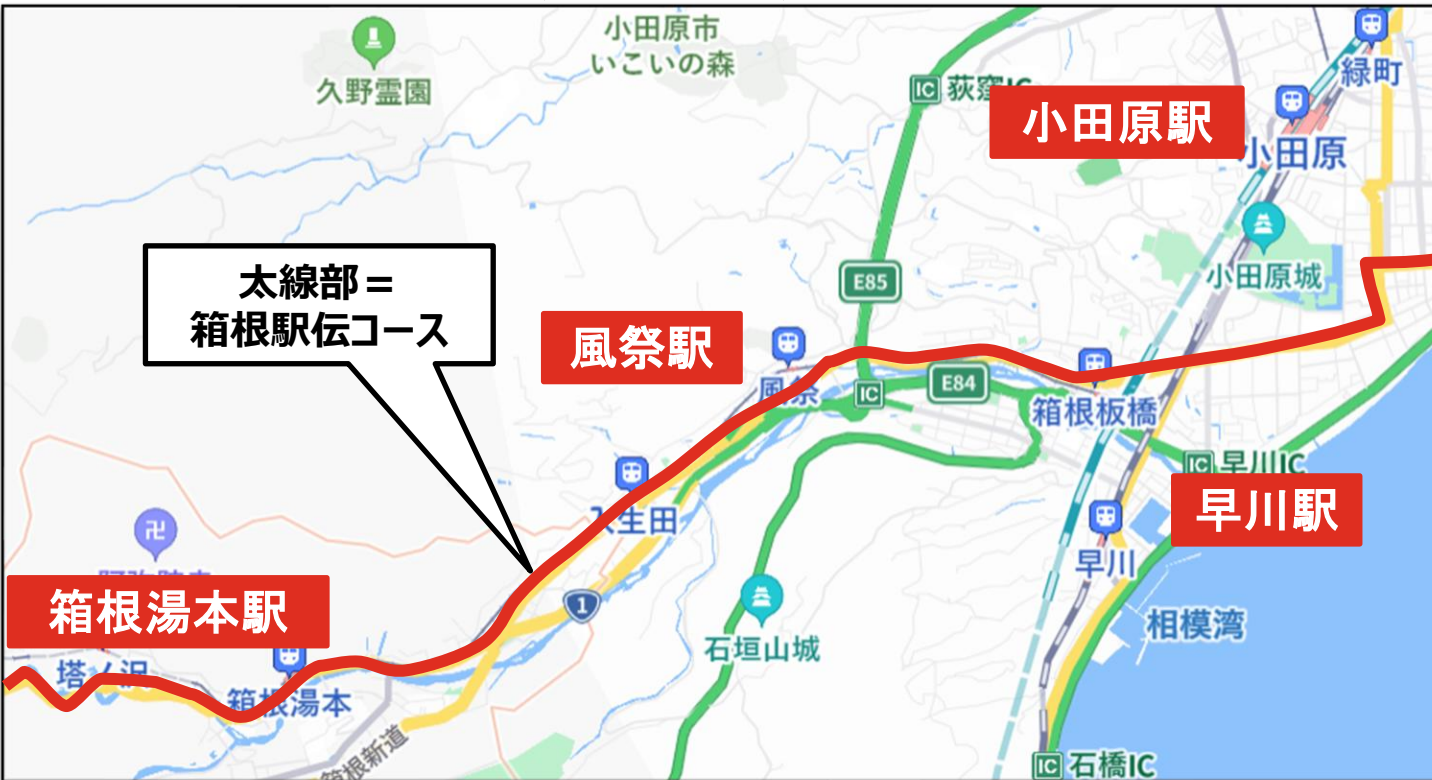 小田原市
いこいの森
久野霊園
IC
緑町
小田原駅
小田原
小田原城
E85
太線部＝
箱根駅伝コース
風祭駅
風祭
IC
E84
箱根板橋
IC 早川IC
早川駅
早川
入生田
卍
箱根湯本駅
1
石垣山城
相模湾
塔ノ沢
箱根湯本
箱根新道
IC 石橋IC